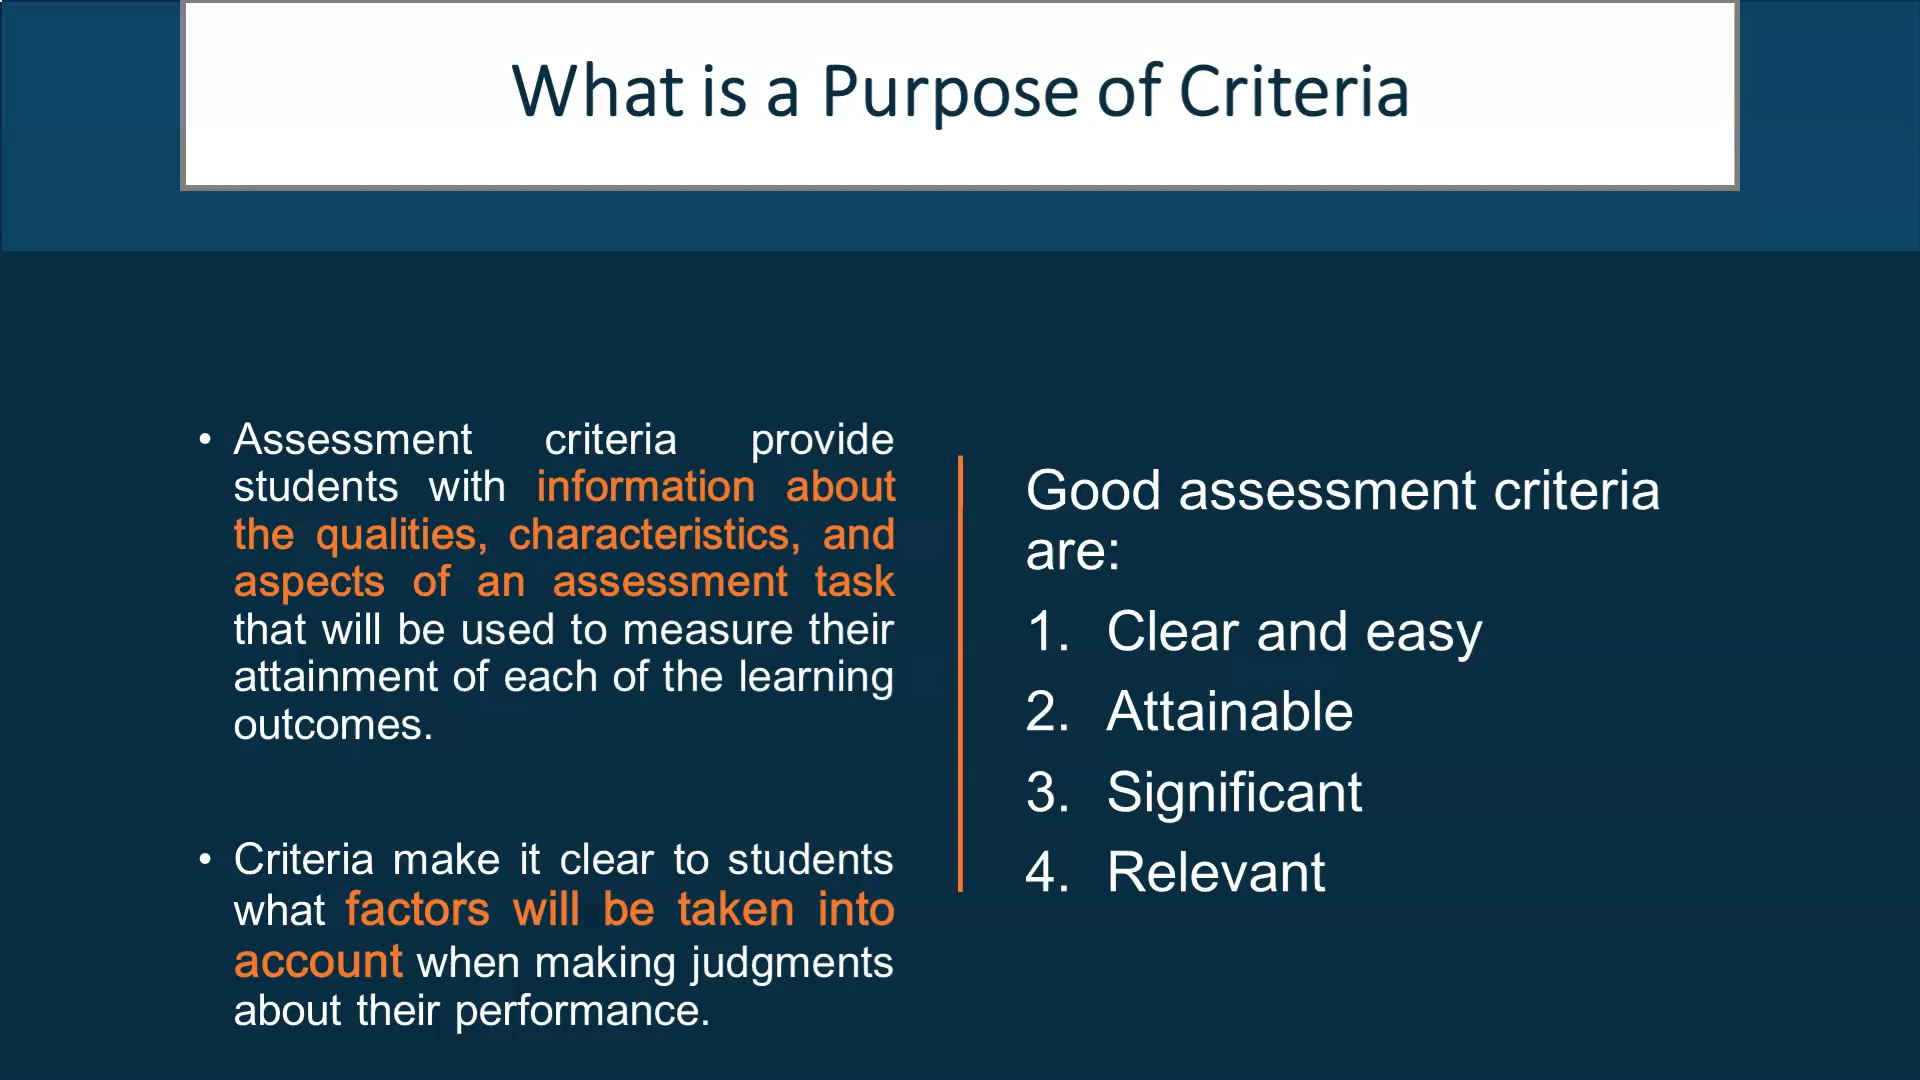 What is a Purpose of Criteria
• Assessment criteria provide
students with information about
the qualities, characteristics, and
aspects of an assessment task
that will be used to measure their
attainment of each of the learning
outcomes.
• Criteria make it clear to students
what factors will be taken into
account when making judgments
about their performance.
Good assessment criteria
are:
1. Clear and easy
2. Attainable
3. Significant
4. Relevant